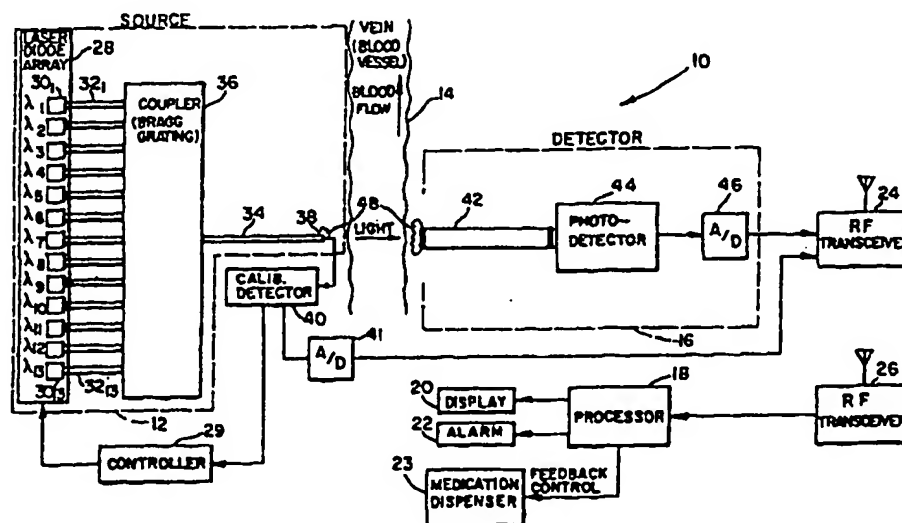 SOURCE
LASER
DIODE
ARRAY
28
30₁
32₁
36
λ₁
λ₂
λ₃
λ₄
λ₅
λ₆
λ₇
λ₈
λ₉
λ₁₀
λ₁₁
λ₁₂
λ₁₃
COUPLER
(BRAGG
GRATING)
30₁₃
32₁₃
12
34
38
48
CALIB.
DETECTOR
40
A/D
41
29
CONTROLLER
VEIN
(BLOOD
VESSEL)
BLOOD
FLOW
14
LIGHT
10
DETECTOR
42
44
PHOTO-
DETECTOR
46
A/D
16
24
RF
TRANSCEIVER
26
RF
TRANSCEIVER
18
PROCESSOR
20
DISPLAY
22
ALARM
23
MEDICATION
DISPENSER
FEEDBACK
CONTROL